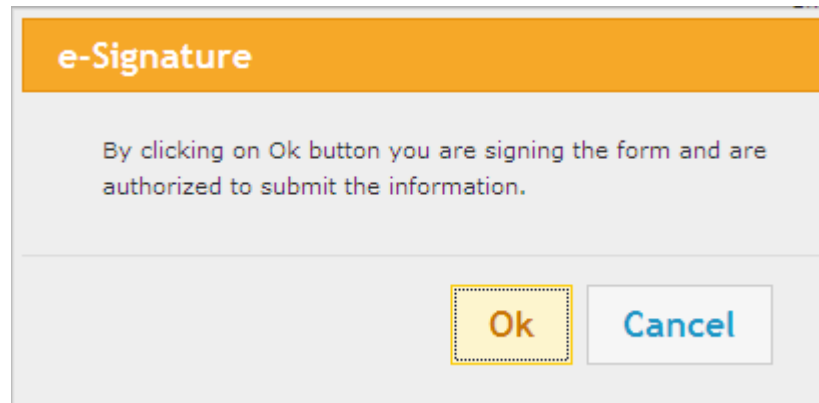 e-Signature
By clicking on Ok button you are signing the form and are
authorized to submit the information.
Ok
Cancel